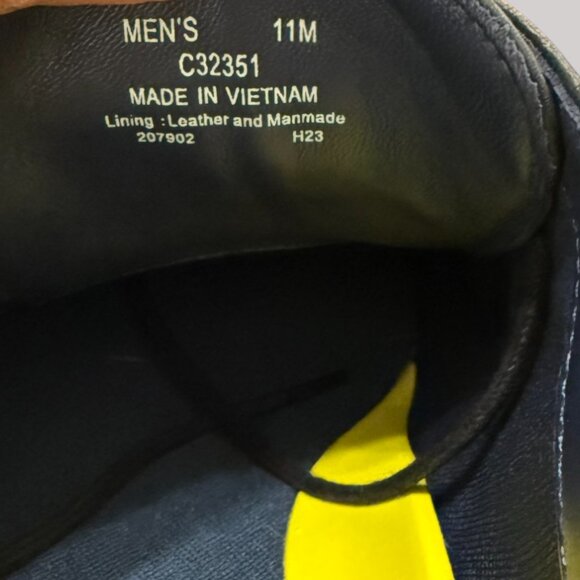 MEN'S 11M
C32351
MADE IN VIETNAM
Lining :Leather and Manmade
207902 H23